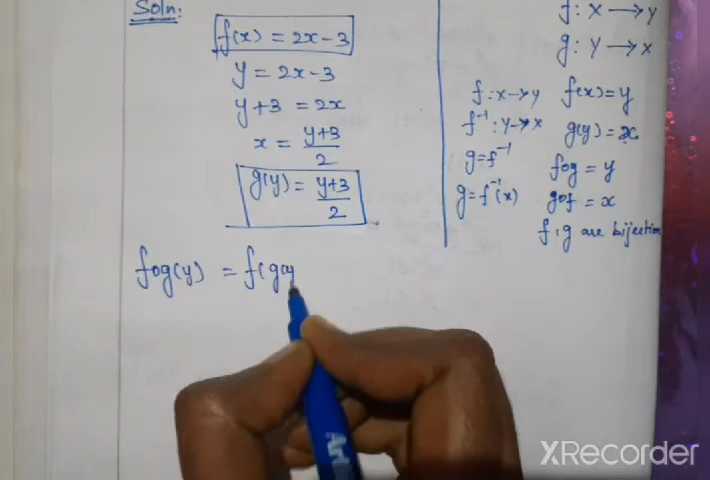 Soln:
f(x) = 2x-3
y = 2x-3
y+3 = 2x
x = y+3/2
g(y) = y+3/2
fog(y) = f(g(y
f: X → Y
g: Y → X
f: X → Y
f⁻¹: Y → X
g = f⁻¹
g = f⁻¹(x)
f(x) = y
g(y) = x
fog = y
gof = x
f, g are bijection
Art
XRecorder